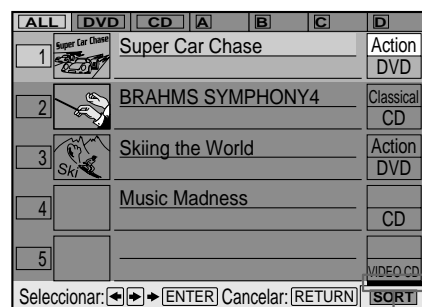 ALL DVD CD A B C D
1 Super Car Chase Super Car Chase Action
DVD
2 BRAHMS SYMPHONY4 Classical
CD
3 Ski Skiing the World Action
DVD
4 Music Madness
CD
5
VIDEO CD
Seleccionar: ENTER Cancelar: RETURN SORT